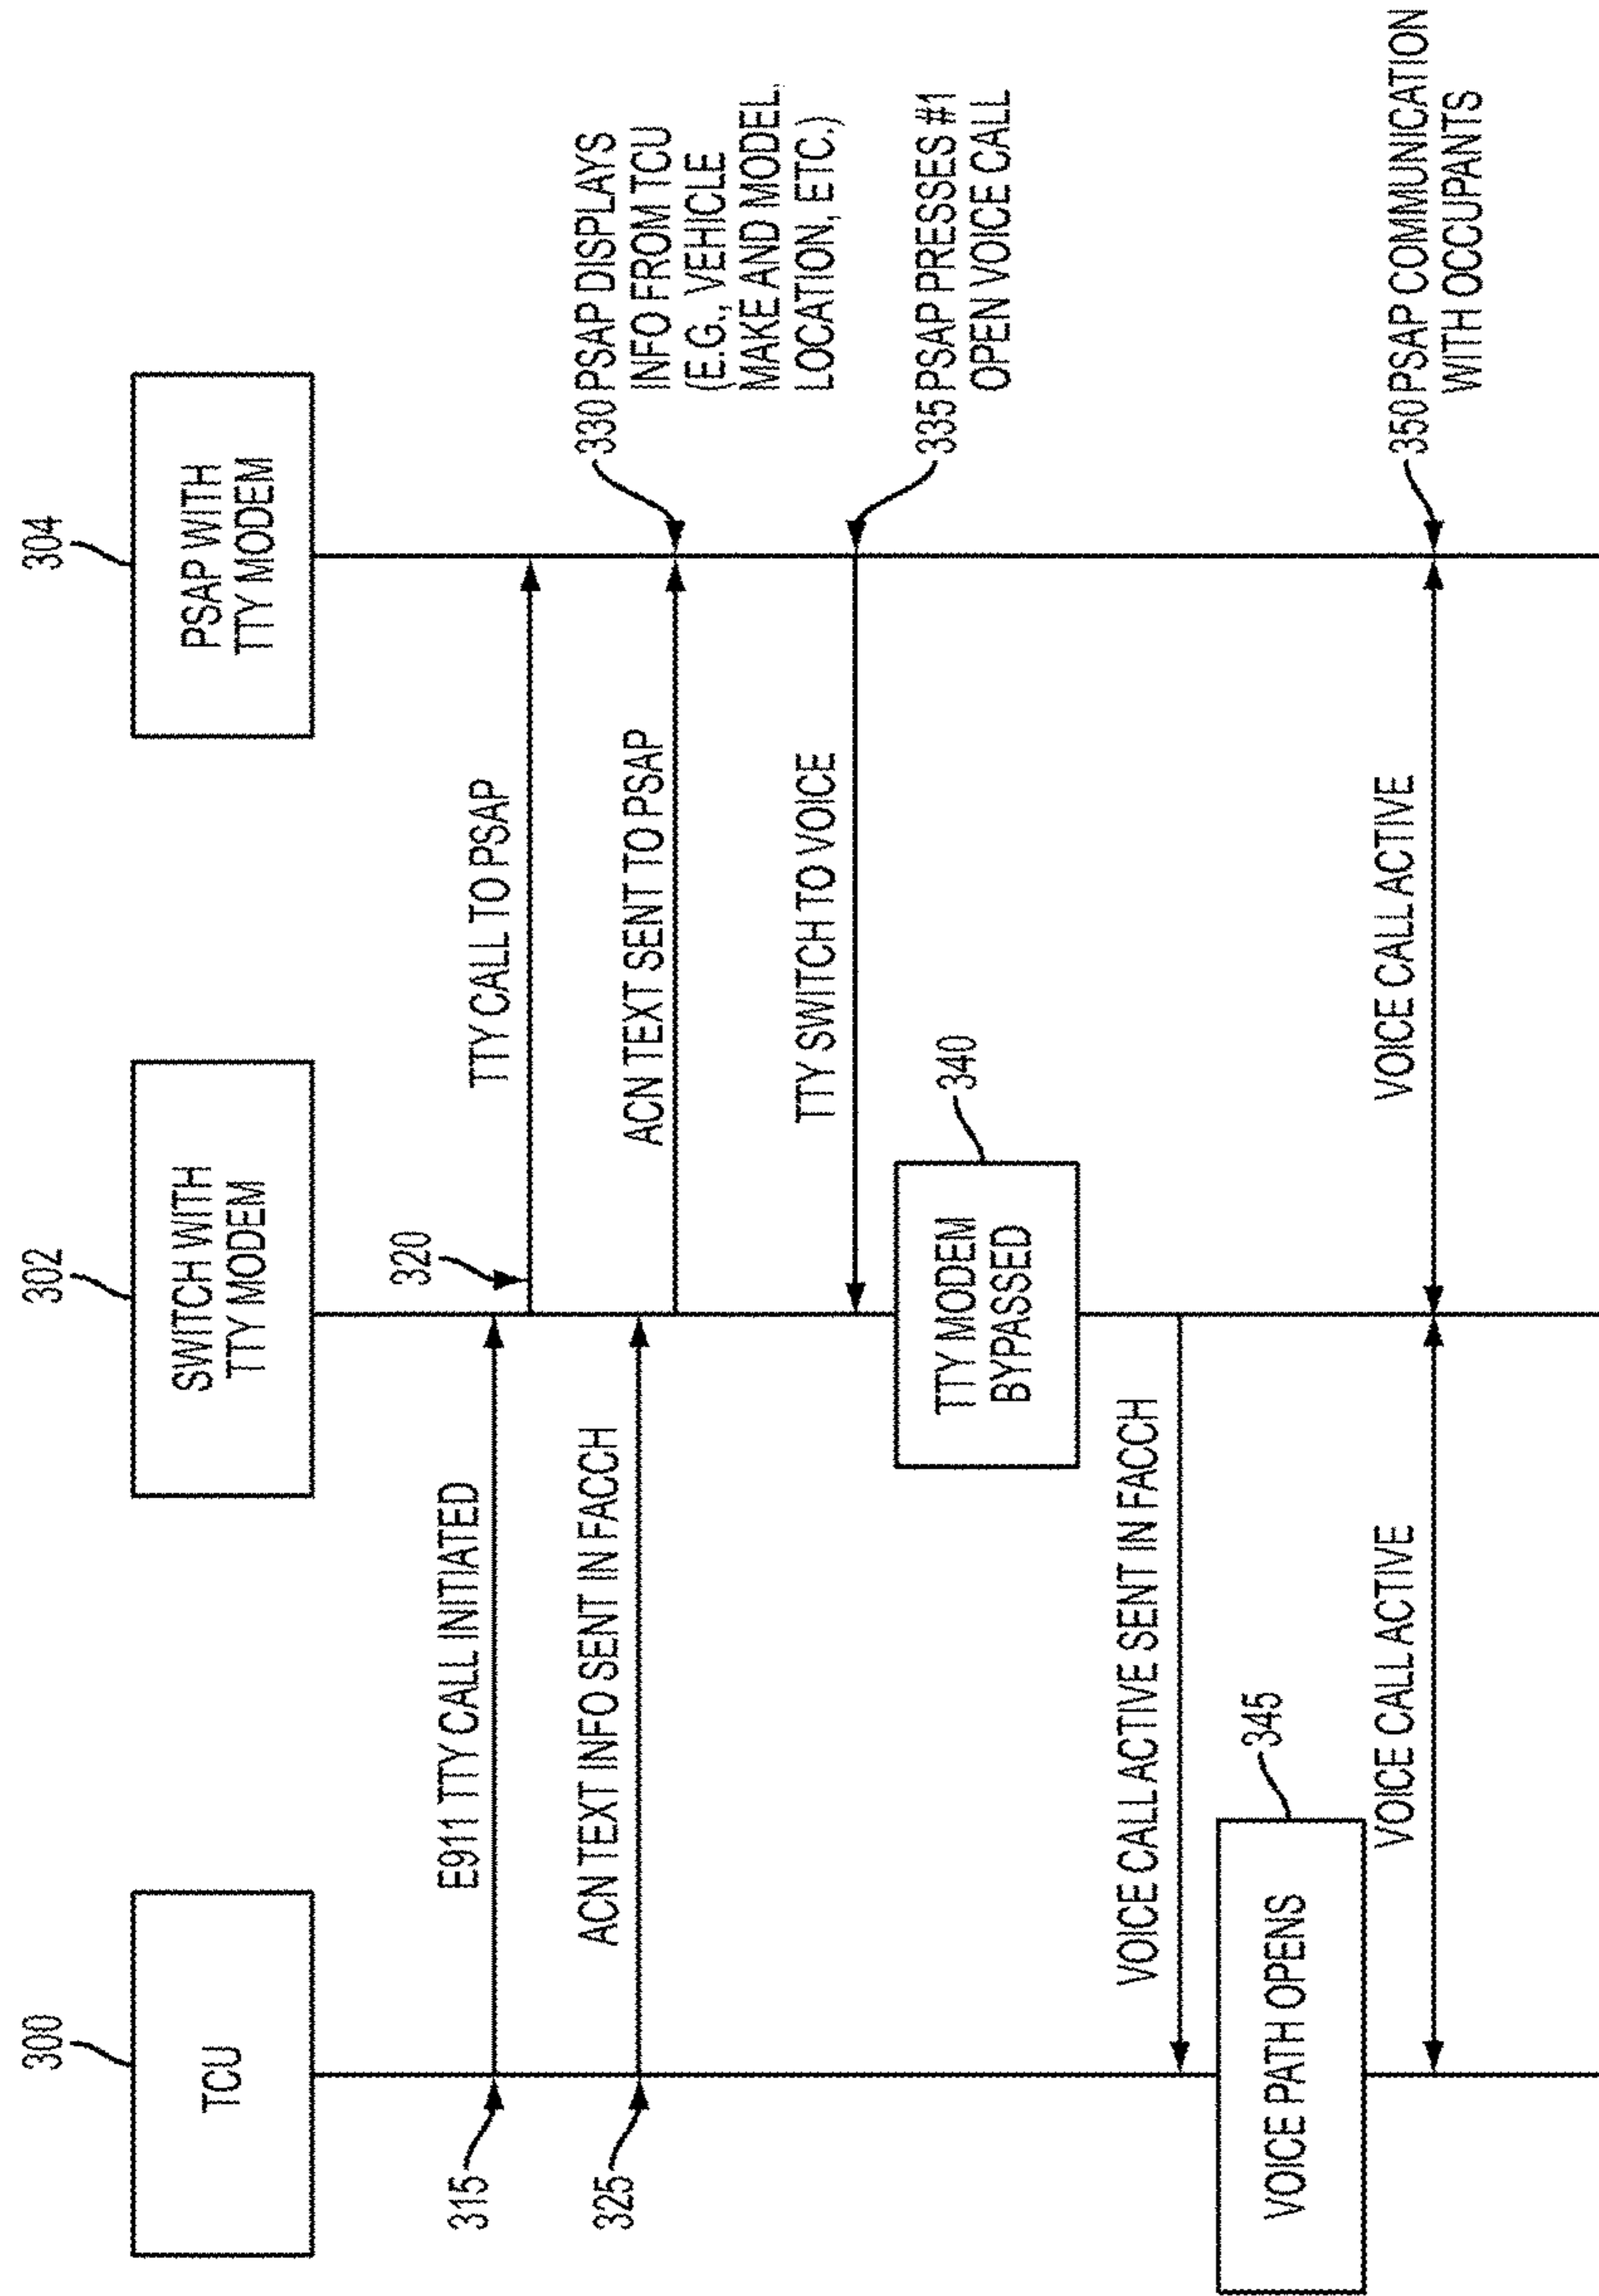 300
TCU
302
SWITCH WITH
TTY MODEM
304
PSAP WITH
TTY MODEM
315
E911 TTY CALL INITIATED
320
TTY CALL TO PSAP
325
ACN TEXT INFO SENT IN FACCH
ACN TEXT SENT TO PSAP
330 PSAP DISPLAYS
INFO FROM TCU
(E.G., VEHICLE
MAKE AND MODEL,
LOCATION, ETC.)
TTY SWITCH TO VOICE
335 PSAP PRESSES #1
OPEN VOICE CALL
340
TTY MODEM
BYPASSED
VOICE CALL ACTIVE SENT IN FACCH
345
VOICE PATH OPENS
VOICE CALL ACTIVE
VOICE CALL ACTIVE
350 PSAP COMMUNICATION
WITH OCCUPANTS